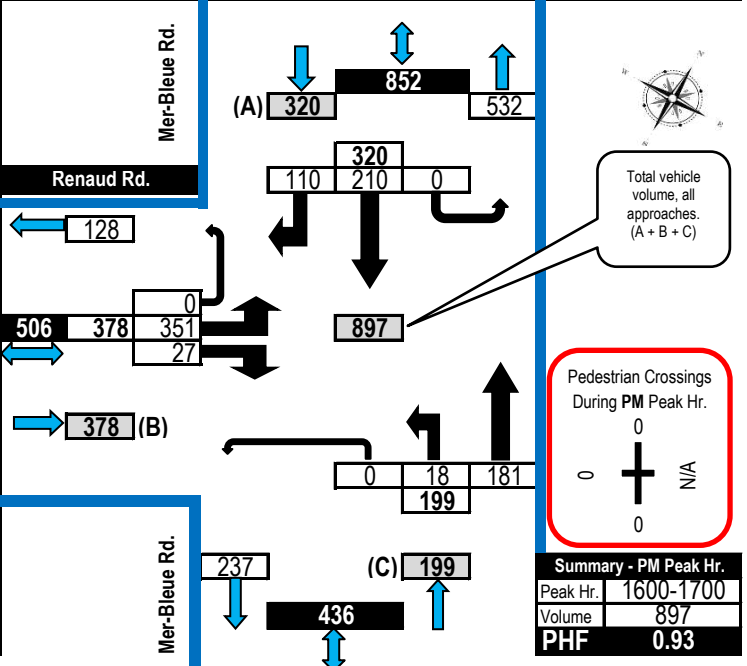 Mer-Bleue Rd.
852
(A) 320
532
Renaud Rd.
320
110 210 0
Total vehicle
volume, all
approaches.
(A + B + C)
128
0
506 378 351
27
897
378 (B)
Pedestrian Crossings
During PM Peak Hr.
0
0
N/A
0
0 18 181
199
Mer-Bleue Rd.
237
(C) 199
436
Summary - PM Peak Hr.
Peak Hr. 1600-1700
Volume 897
PHF 0.93